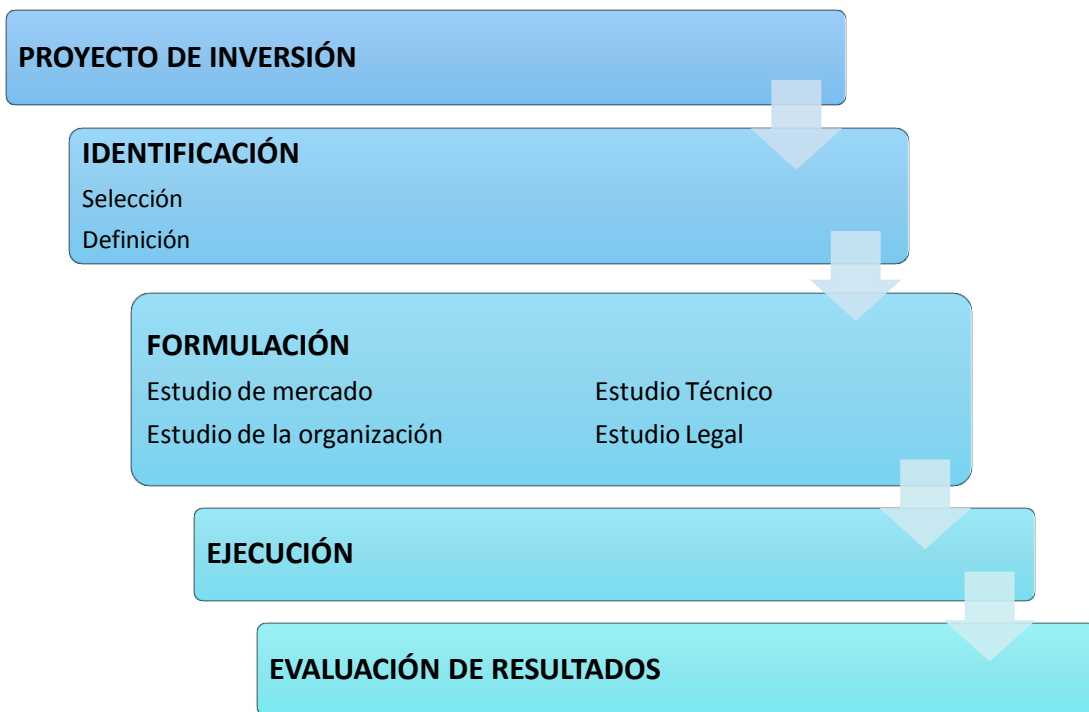 PROYECTO DE INVERSIÓN
IDENTIFICACIÓN
Selección
Definición
FORMULACIÓN
Estudio de mercado Estudio Técnico
Estudio de la organización Estudio Legal
EJECUCIÓN
EVALUACIÓN DE RESULTADOS